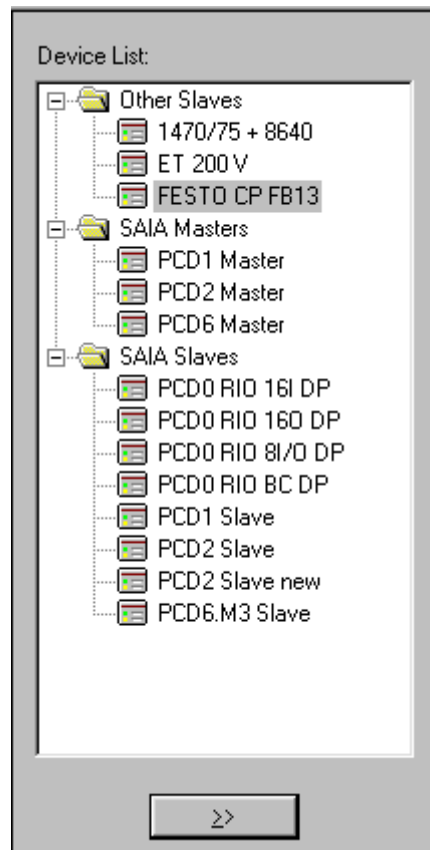 Device List:
Other Slaves
1470/75 + 8640
ET 200 V
FESTO CP FB13
SAIA Masters
PCD1 Master
PCD2 Master
PCD6 Master
SAIA Slaves
PCD0 RIO 16I DP
PCD0 RIO 16O DP
PCD0 RIO 8I/O DP
PCD0 RIO BC DP
PCD1 Slave
PCD2 Slave
PCD2 Slave new
PCD6.M3 Slave
>>